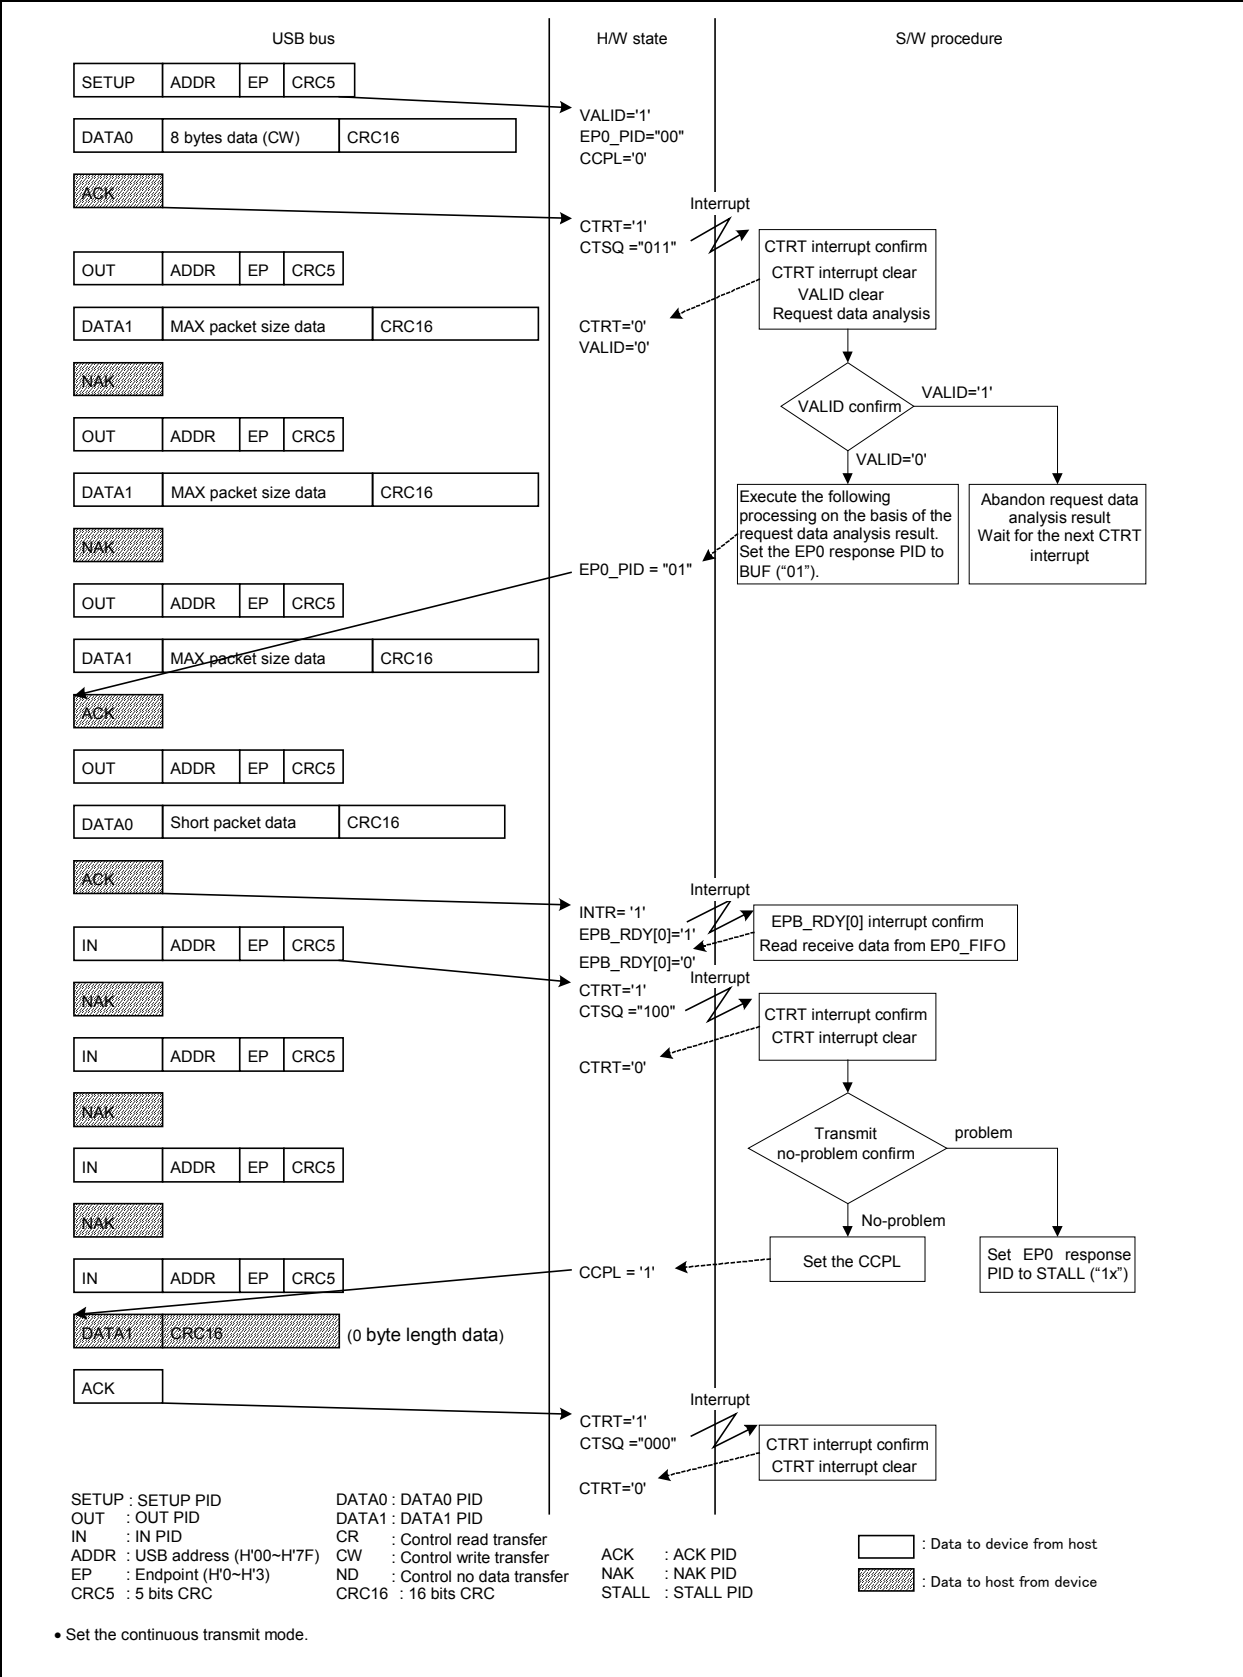 USB bus
H/W state
S/W procedure
SETUP ADDR EP CRC5
VALID='1'
EP0_PID="00"
CCPL='0'
DATA0 8 bytes data (CW) CRC16
ACK
Interrupt
CTRT='1'
CTSQ ="011"
CTRT interrupt confirm
CTRT interrupt clear
VALID clear
Request data analysis
OUT ADDR EP CRC5
DATA1 MAX packet size data CRC16
CTRT='0'
VALID='0'
NAK
VALID confirm
VALID='1'
VALID='0'
OUT ADDR EP CRC5
DATA1 MAX packet size data CRC16
Execute the following
processing on the basis of the
request data analysis result.
Set the EP0 response PID to
BUF (“01”).
Abandon request data
analysis result
Wait for the next CTRT
interrupt
NAK
EP0_PID = "01"
OUT ADDR EP CRC5
DATA1 MAX packet size data CRC16
ACK
OUT ADDR EP CRC5
DATA0 Short packet data CRC16
ACK
Interrupt
INTR= '1'
EPB_RDY[0]='1'
EPB_RDY[0] interrupt confirm
Read receive data from EP0_FIFO
IN ADDR EP CRC5
EPB_RDY[0]='0'
Interrupt
CTRT='1'
CTSQ ="100"
NAK
CTRT interrupt confirm
CTRT interrupt clear
IN ADDR EP CRC5
CTRT='0'
NAK
Transmit
no-problem confirm
problem
No-problem
IN ADDR EP CRC5
NAK
Set the CCPL
Set EP0 response
PID to STALL (“1x”)
IN ADDR EP CRC5
CCPL = '1'
DATA1 CRC16 (0 byte length data)
ACK
Interrupt
CTRT='1'
CTSQ ="000"
CTRT interrupt confirm
CTRT interrupt clear
CTRT='0'
SETUP : SETUP PID
OUT : OUT PID
IN : IN PID
ADDR : USB address (H'00~H'7F)
EP : Endpoint (H'0~H'3)
CRC5 : 5 bits CRC
DATA0 : DATA0 PID
DATA1 : DATA1 PID
CR : Control read transfer
CW : Control write transfer
ND : Control no data transfer
CRC16 : 16 bits CRC
ACK : ACK PID
NAK : NAK PID
STALL : STALL PID
: Data to device from host
: Data to host from device
• Set the continuous transmit mode.